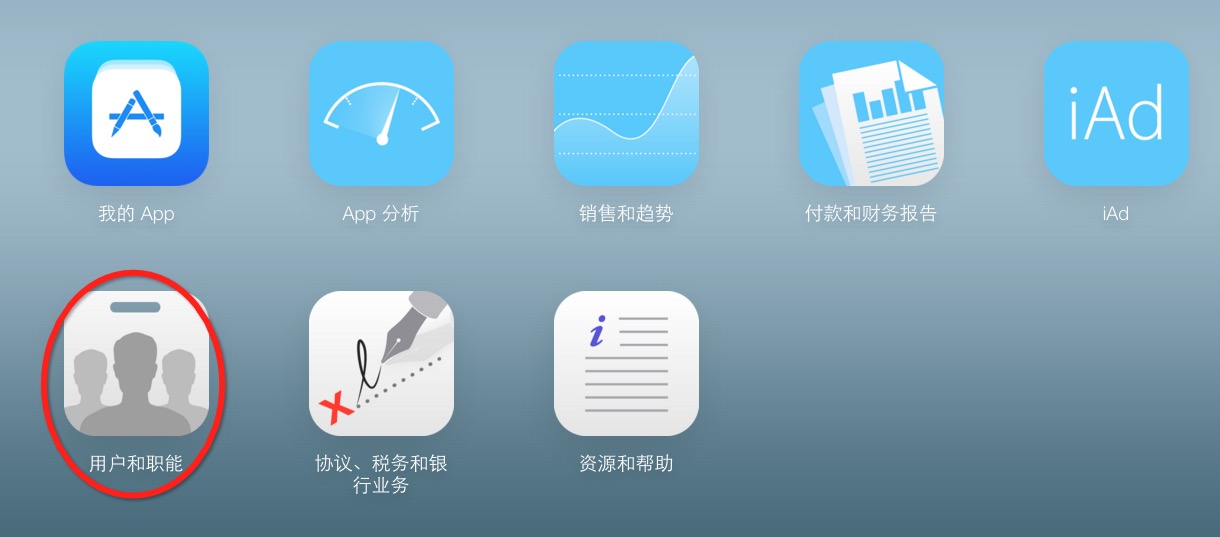 iAd
我的 App
App 分析
销售和趋势
付款和财务报告
iAd
用户和职能
协议、税务和银
行业务
资源和帮助